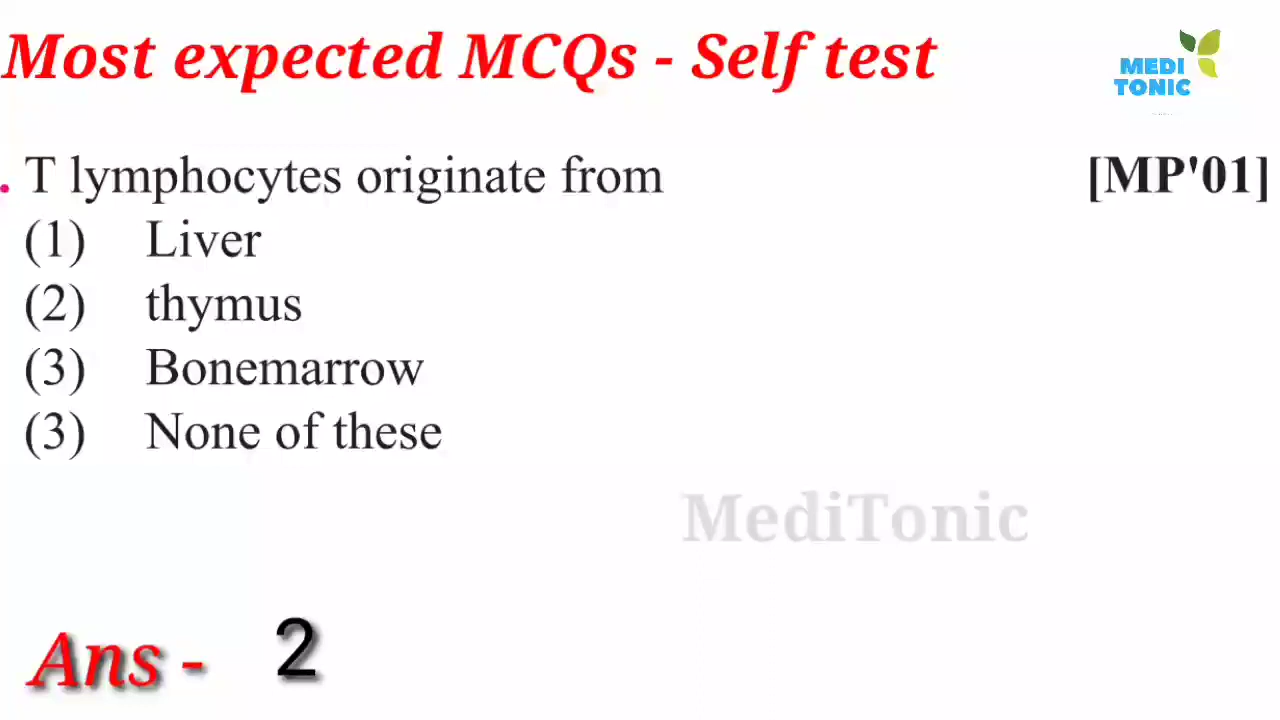 Most expected MCQs - Self test
MEDI
TONIC
. T lymphocytes originate from [MP'01]
(1) Liver
(2) thymus
(3) Bonemarrow
(3) None of these
MediTonic
Ans - 2